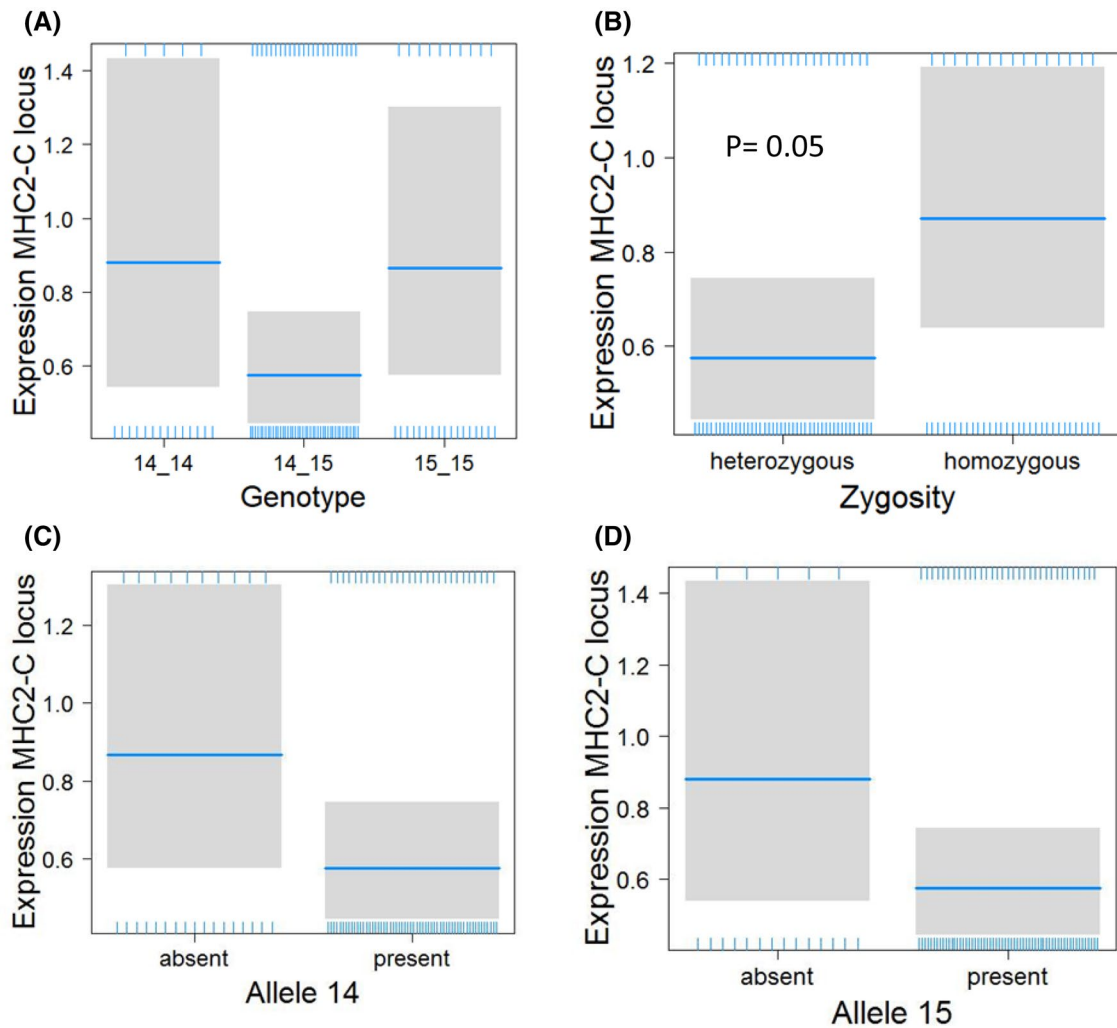 (A)
Expression MHC2-C locus
1.4
1.2
1.0
0.8
0.6
14_14
14_15
15_15
Genotype
(B)
Expression MHC2-C locus
1.2
1.0
0.8
0.6
P= 0.05
heterozygous
homozygous
Zygosity
(C)
Expression MHC2-C locus
1.2
1.0
0.8
0.6
absent
present
Allele 14
(D)
Expression MHC2-C locus
1.4
1.2
1.0
0.8
0.6
absent
present
Allele 15